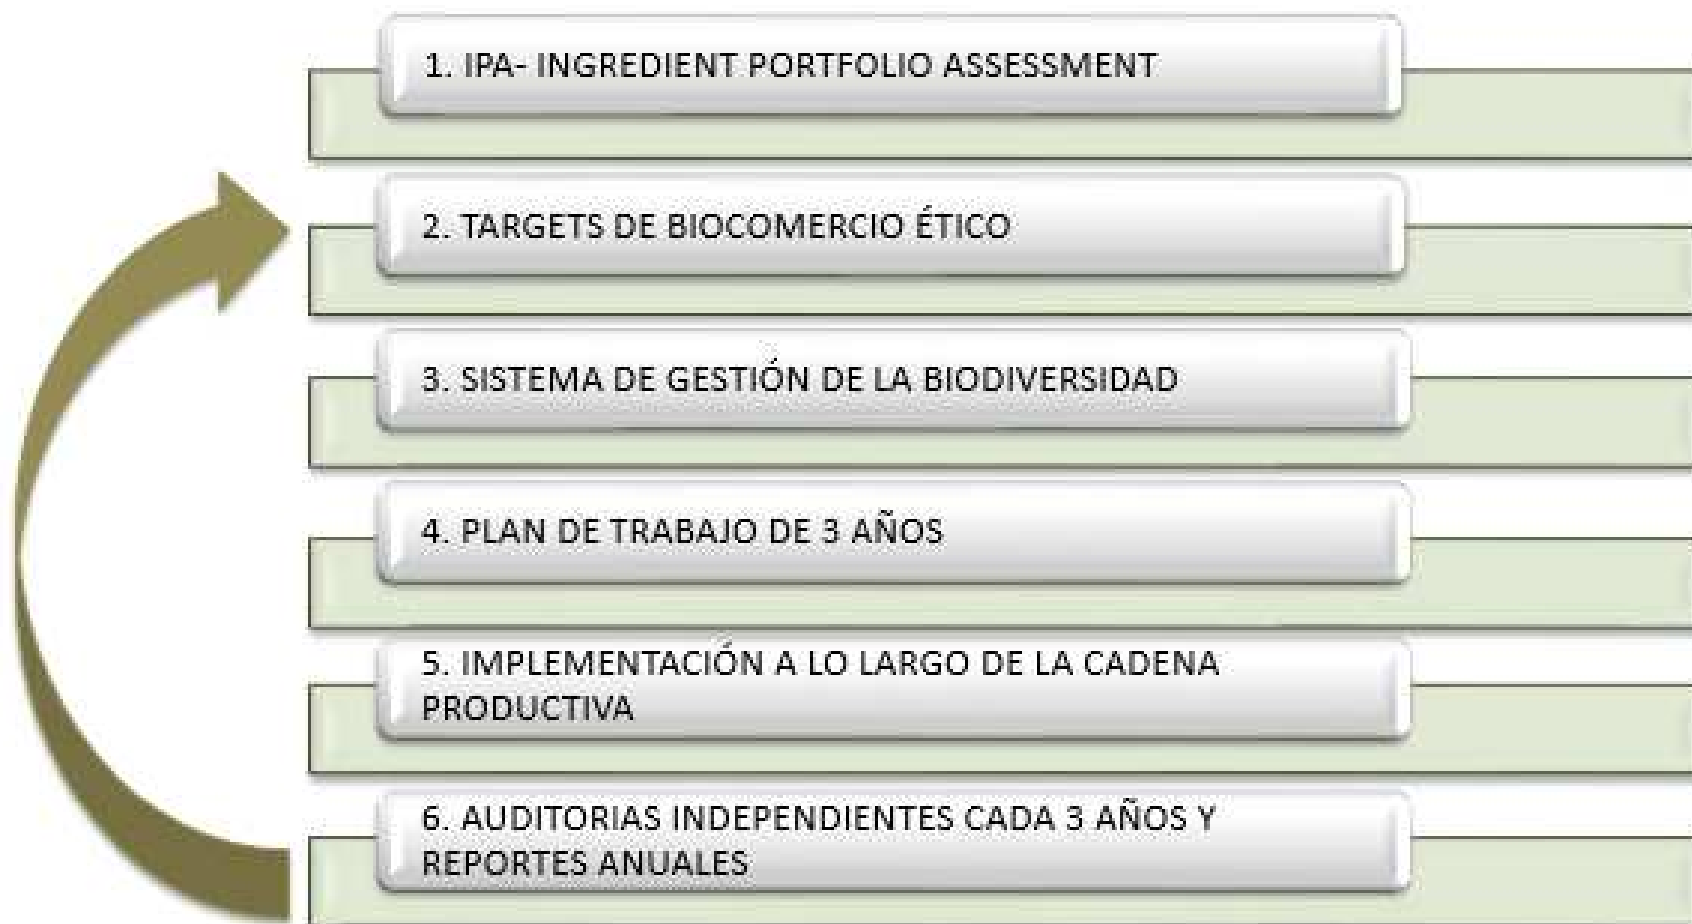 1. IPA- INGREDIENT PORTFOLIO ASSESSMENT
2. TARGETS DE BIOCOMERCIO ÉTICO
3. SISTEMA DE GESTIÓN DE LA BIODIVERSIDAD
4. PLAN DE TRABAJO DE 3 AÑOS
5. IMPLEMENTACIÓN A LO LARGO DE LA CADENA
PRODUCTIVA
6. AUDITORIAS INDEPENDIENTES CADA 3 AÑOS Y
REPORTES ANUALES